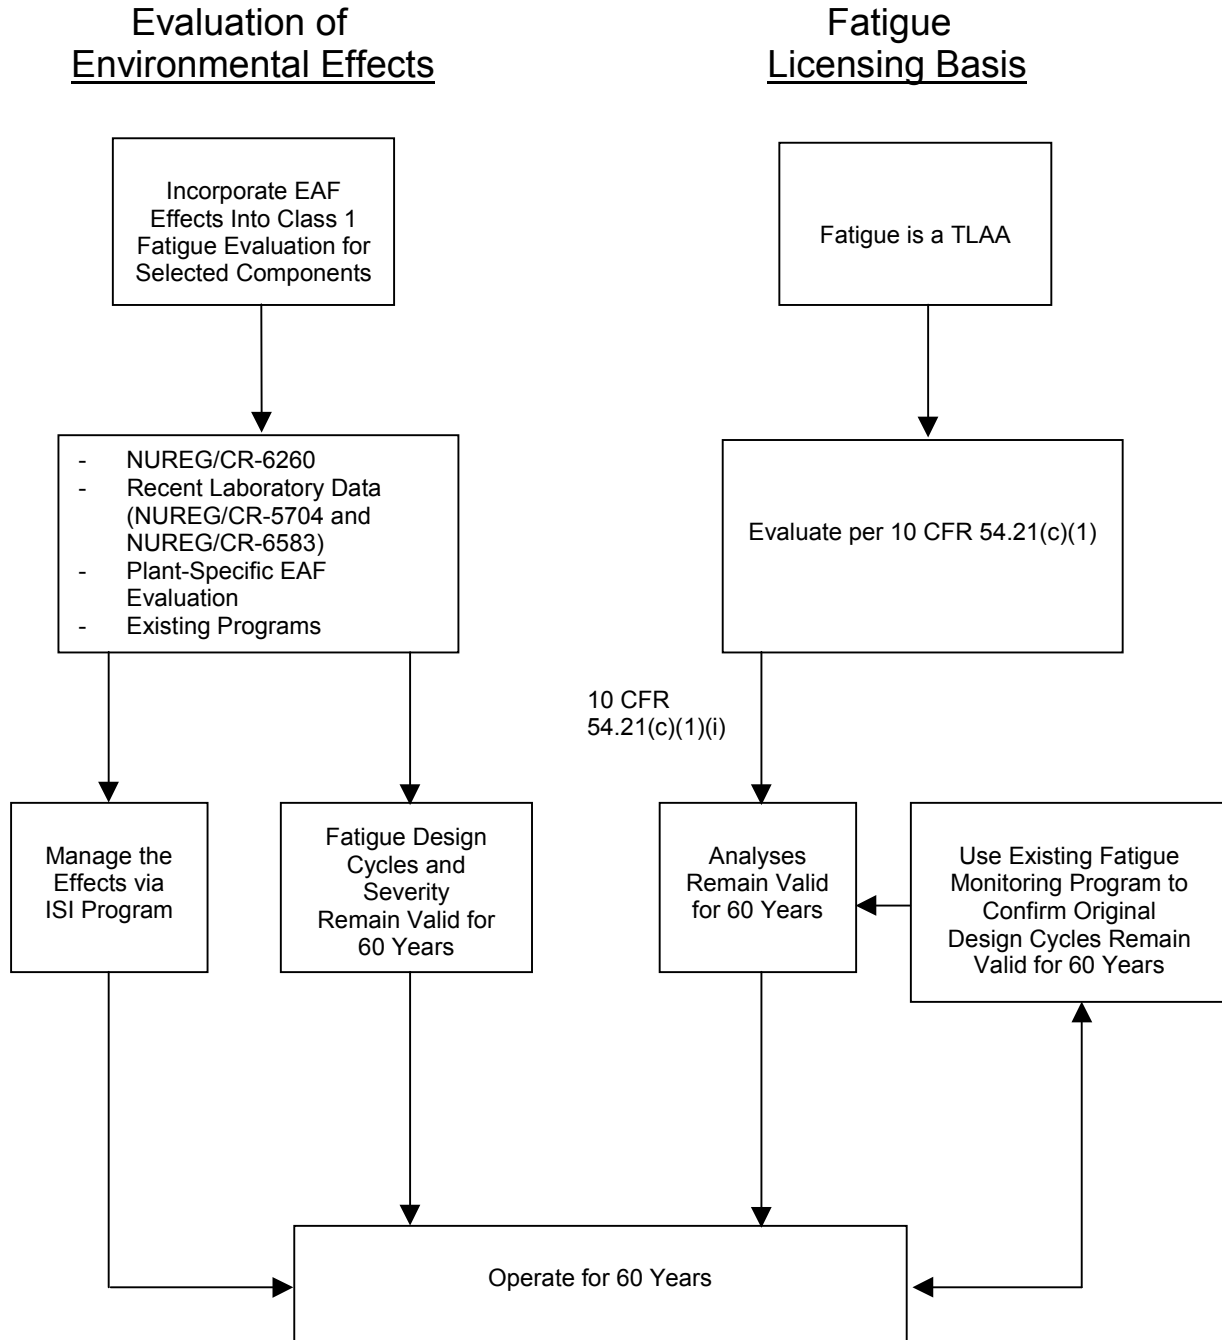 Evaluation of
Environmental Effects
Fatigue
Licensing Basis
Incorporate EAF
Effects Into Class 1
Fatigue Evaluation for
Selected Components
Fatigue is a TLAA
- NUREG/CR-6260
- Recent Laboratory Data
(NUREG/CR-5704 and
NUREG/CR-6583)
- Plant-Specific EAF
Evaluation
- Existing Programs
Evaluate per 10 CFR 54.21(c)(1)
10 CFR
54.21(c)(1)(i)
Manage the
Effects via
ISI Program
Fatigue Design
Cycles and
Severity
Remain Valid for
60 Years
Analyses
Remain Valid
for 60 Years
Use Existing Fatigue
Monitoring Program to
Confirm Original
Design Cycles Remain
Valid for 60 Years
Operate for 60 Years